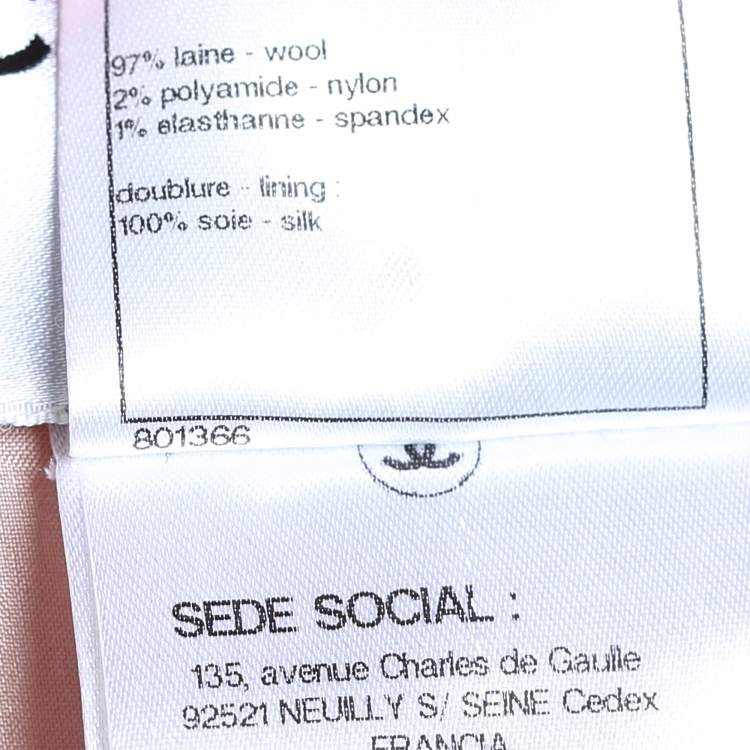 97% laine - wool
2% polyamide - nylon
1% elasthanne - spandex
doublure - lining :
100% soie - silk
801366
SEDE SOCIAL :
135, avenue Charles de Gaulle
92521 NEUILLY S/ SEINE Cedex
FRANCIA